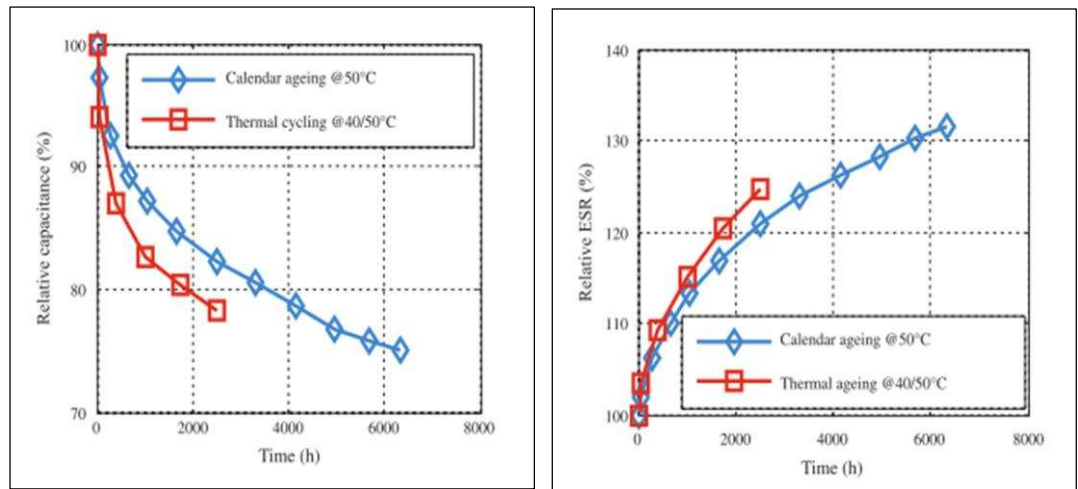 100
90
80
70
Relative capacitance (%)
Calendar ageing @50°C
Thermal cycling @40/50°C
0 2000 4000 6000 8000
Time (h)
140
130
120
110
100
Relative ESR (%)
Calendar ageing @50°C
Thermal ageing @40/50°C
0 2000 4000 6000 8000
Time (h)